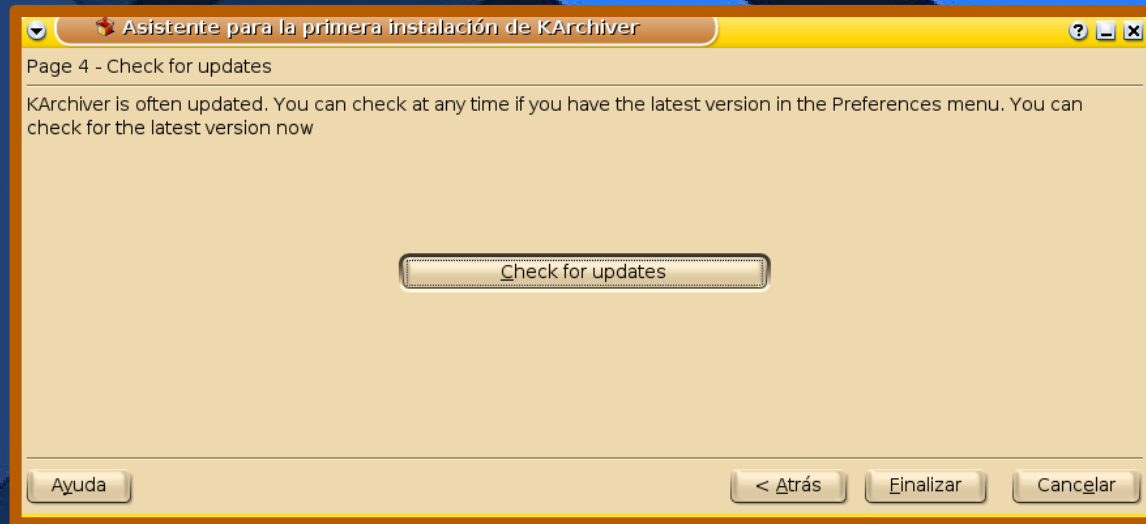 Asistente para la primera instalación de KArchiver
Page 4 - Check for updates
KArchiver is often updated. You can check at any time if you have the latest version in the Preferences menu. You can
check for the latest version now
Check for updates
Ayuda
< Atrás
Finalizar
Cancelar